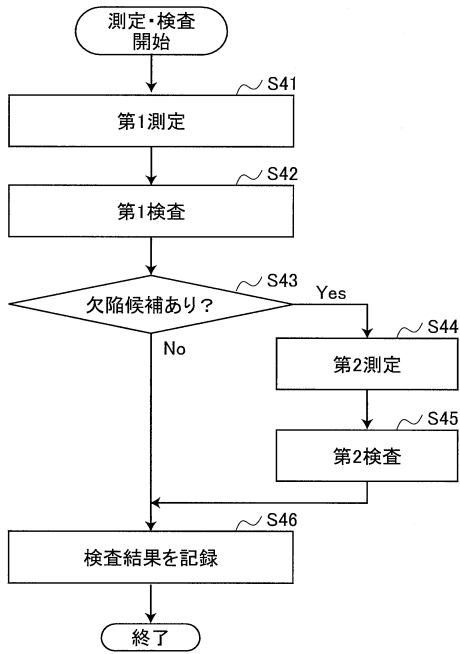 測定・検査
開始
S41
第1測定
S42
第1検査
S43
欠陥候補あり？
Yes
No
S44
第2測定
S45
第2検査
S46
検査結果を記録
終了